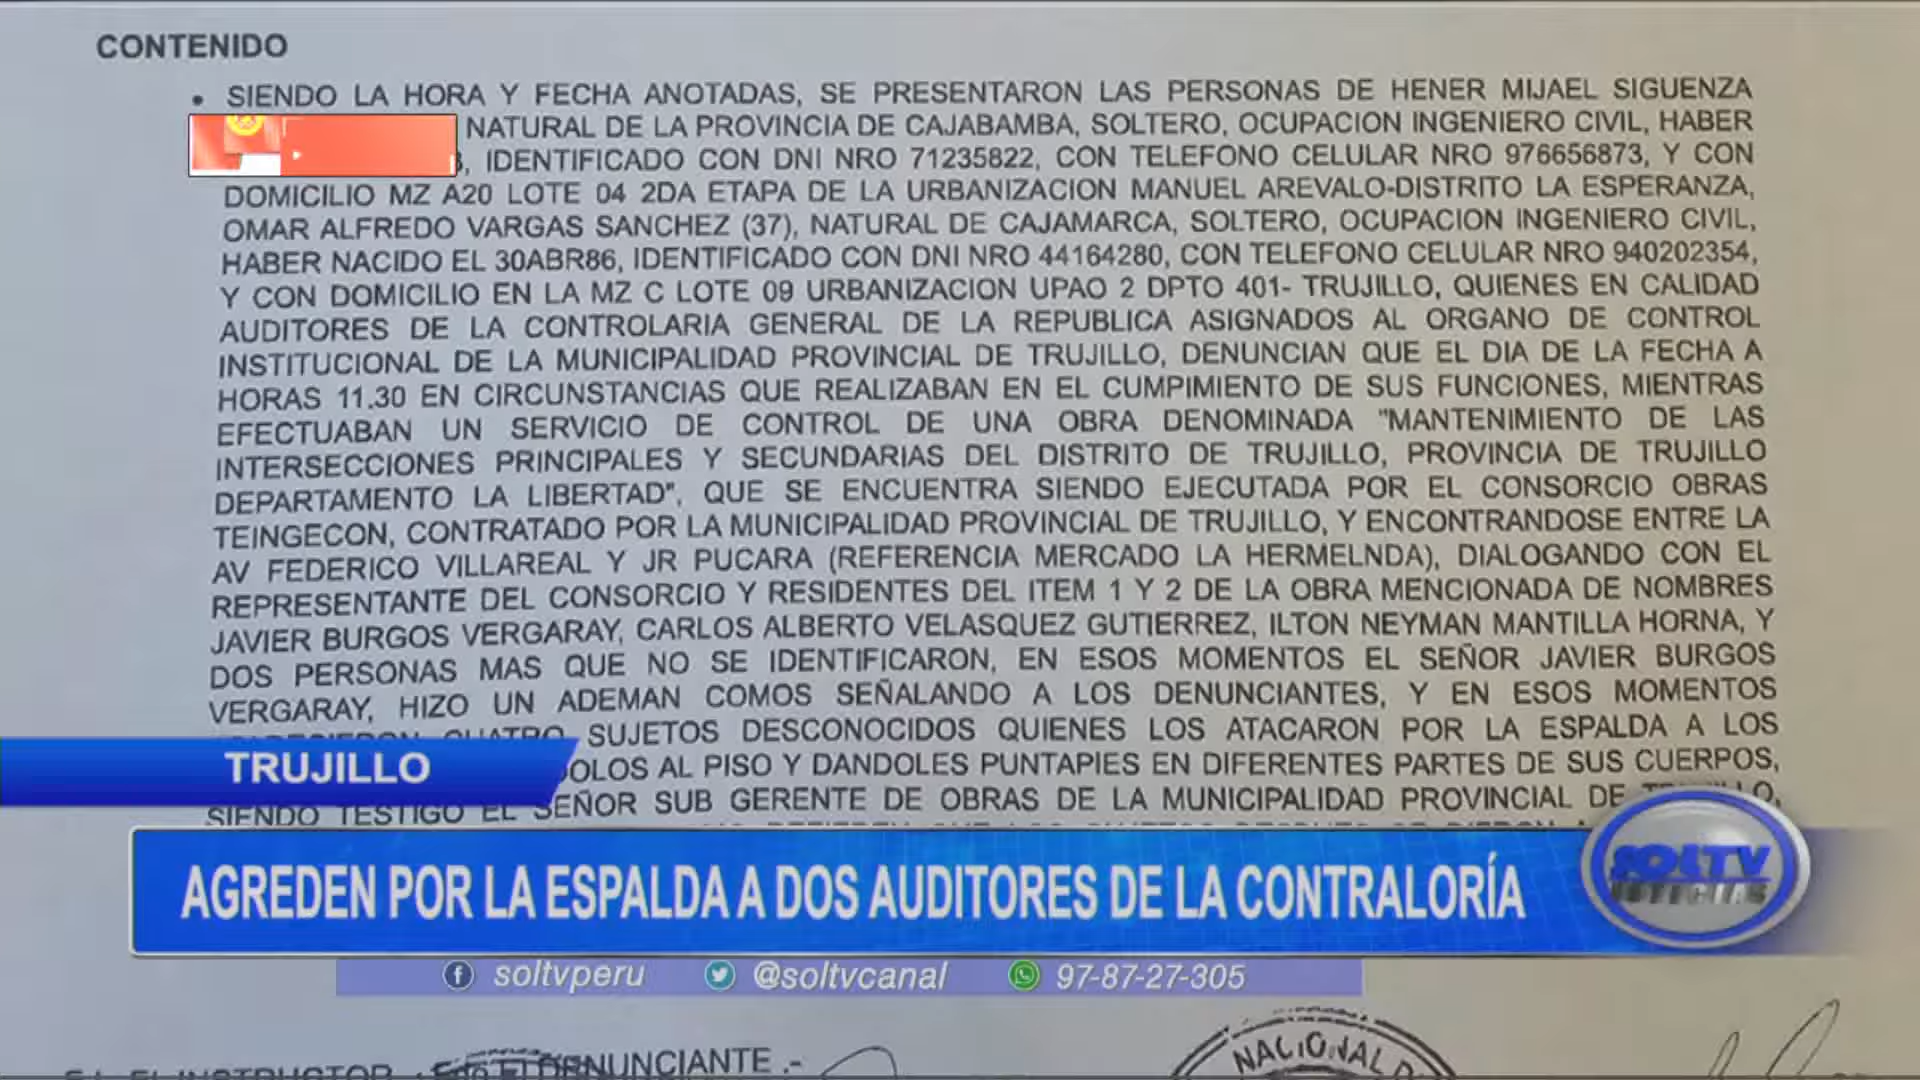 CONTENIDO
• SIENDO LA HORA Y FECHA ANOTADAS, SE PRESENTARON LAS PERSONAS DE HENER MIJAEL SIGUENZA
NATURAL DE LA PROVINCIA DE CAJABAMBA, SOLTERO, OCUPACION INGENIERO CIVIL, HABER
, IDENTIFICADO CON DNI NRO 71235822, CON TELEFONO CELULAR NRO 976656873, Y CON
DOMICILIO MZ A20 LOTE 04 2DA ETAPA DE LA URBANIZACION MANUEL AREVALO-DISTRITO LA ESPERANZA,
OMAR ALFREDO VARGAS SANCHEZ (37), NATURAL DE CAJAMARCA, SOLTERO, OCUPACION INGENIERO CIVIL,
HABER NACIDO EL 30ABR86, IDENTIFICADO CON DNI NRO 44164280, CON TELEFONO CELULAR NRO 940202354,
Y CON DOMICILIO EN LA MZ C LOTE 09 URBANIZACION UPAO 2 DPTO 401- TRUJILLO, QUIENES EN CALIDAD
AUDITORES DE LA CONTROLARIA GENERAL DE LA REPUBLICA ASIGNADOS AL ORGANO DE CONTROL
INSTITUCIONAL DE LA MUNICIPALIDAD PROVINCIAL DE TRUJILLO, DENUNCIAN QUE EL DIA DE LA FECHA A
HORAS 11.30 EN CIRCUNSTANCIAS QUE REALIZABAN EN EL CUMPIMIENTO DE SUS FUNCIONES, MIENTRAS
EFECTUABAN UN SERVICIO DE CONTROL DE UNA OBRA DENOMINADA "MANTENIMIENTO DE LAS
INTERSECCIONES PRINCIPALES Y SECUNDARIAS DEL DISTRITO DE TRUJILLO, PROVINCIA DE TRUJILLO
DEPARTAMENTO LA LIBERTAD", QUE SE ENCUENTRA SIENDO EJECUTADA POR EL CONSORCIO OBRAS
TEINGECON, CONTRATADO POR LA MUNICIPALIDAD PROVINCIAL DE TRUJILLO, Y ENCONTRANDOSE ENTRE LA
AV FEDERICO VILLAREAL Y JR PUCARA (REFERENCIA MERCADO LA HERMELNDA), DIALOGANDO CON EL
REPRESENTANTE DEL CONSORCIO Y RESIDENTES DEL ITEM 1 Y 2 DE LA OBRA MENCIONADA DE NOMBRES
JAVIER BURGOS VERGARAY, CARLOS ALBERTO VELASQUEZ GUTIERREZ, ILTON NEYMAN MANTILLA HORNA, Y
DOS PERSONAS MAS QUE NO SE IDENTIFICARON, EN ESOS MOMENTOS EL SEÑOR JAVIER BURGOS
VERGARAY, HIZO UN ADEMAN COMOS SEÑALANDO A LOS DENUNCIANTES, Y EN ESOS MOMENTOS
CUATRO SUJETOS DESCONOCIDOS QUIENES LOS ATACARON POR LA ESPALDA A LOS
DOLOS AL PISO Y DANDOLES PUNTAPIES EN DIFERENTES PARTES DE SUS CUERPOS,
SIENDO TESTIGO EL SEÑOR SUB GERENTE DE OBRAS DE LA MUNICIPALIDAD PROVINCIAL DE TRUJILLO,
TRUJILLO
AGREDEN POR LA ESPALDA A DOS AUDITORES DE LA CONTRALORÍA
SOLTV
NOTICIAS
soltvperu @soltvcanal 97-87-27-305
EL INSTRUCTOR EL DENUNCIANTE .-
NACIONAL D